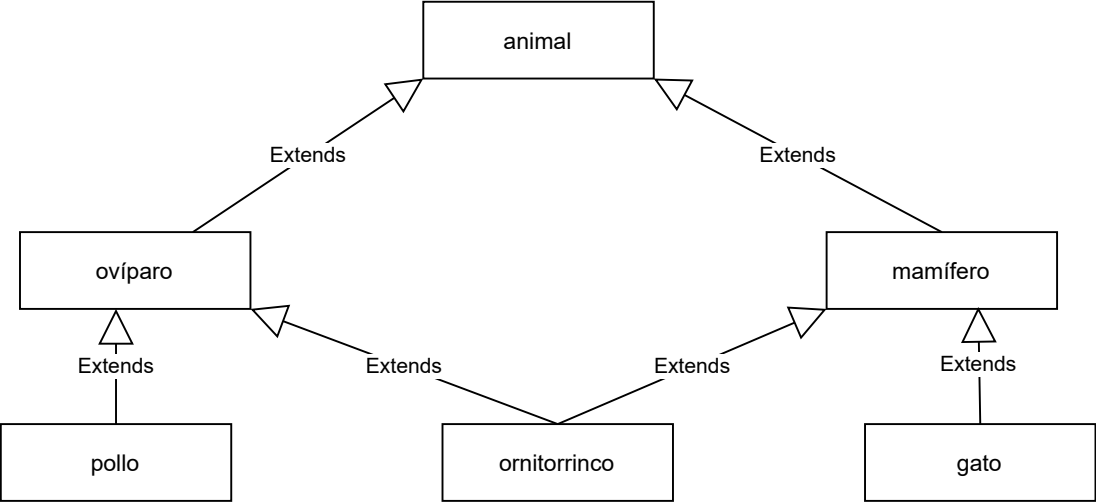 animal
Extends
Extends
ovíparo
mamífero
Extends
Extends
Extends
Extends
pollo
ornitorrinco
gato